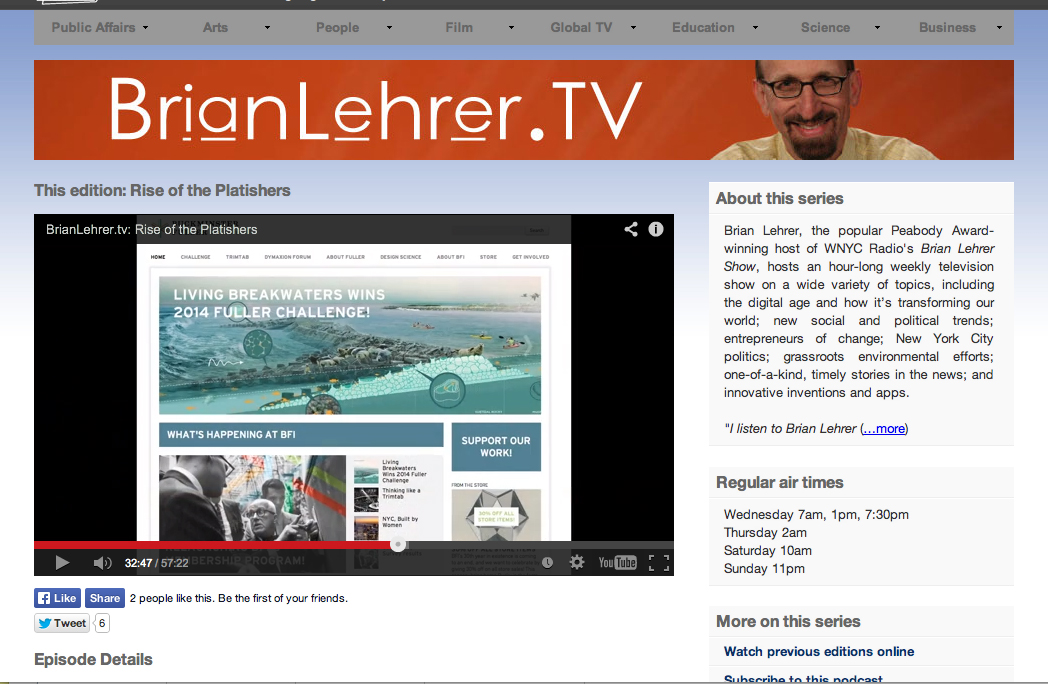 Public Affairs Arts People Film Global TV Education Science Business
BrianLehrer.TV
This edition: Rise of the Platishers
BrianLehrer.tv: Rise of the Platishers
HOME CHALLENGE TRIMTAB DYMAXION FORUM ABOUT FULLER DESIGN SCIENCE ABOUT BFI STORE GET INVOLVED
LIVING BREAKWATERS WINS
2014 FULLER CHALLENGE!
WHAT'S HAPPENING AT BFI
SUPPORT OUR
WORK!
Living
Breakwaters
Wins 2014 Fuller
Challenge!
Thinking like a
Trimtab
NYC, Built by
Women
FROM THE STORE
30% OFF ALL
STORE ITEMS!
32:47 / 57:22
YouTube
Like Share 2 people like this. Be the first of your friends.
Tweet 6
Episode Details
About this series
Brian Lehrer, the popular Peabody Award-
winning host of WNYC Radio's Brian Lehrer
Show, hosts an hour-long weekly television
show on a wide variety of topics, including
the digital age and how it's transforming our
world; new social and political trends;
entrepreneurs of change; New York City
politics; grassroots environmental efforts;
one-of-a-kind, timely stories in the news; and
innovative inventions and apps.
"I listen to Brian Lehrer (...more)
Regular air times
Wednesday 7am, 1pm, 7:30pm
Thursday 2am
Saturday 10am
Sunday 11pm
More on this series
Watch previous editions online
Subscribe to this podcast